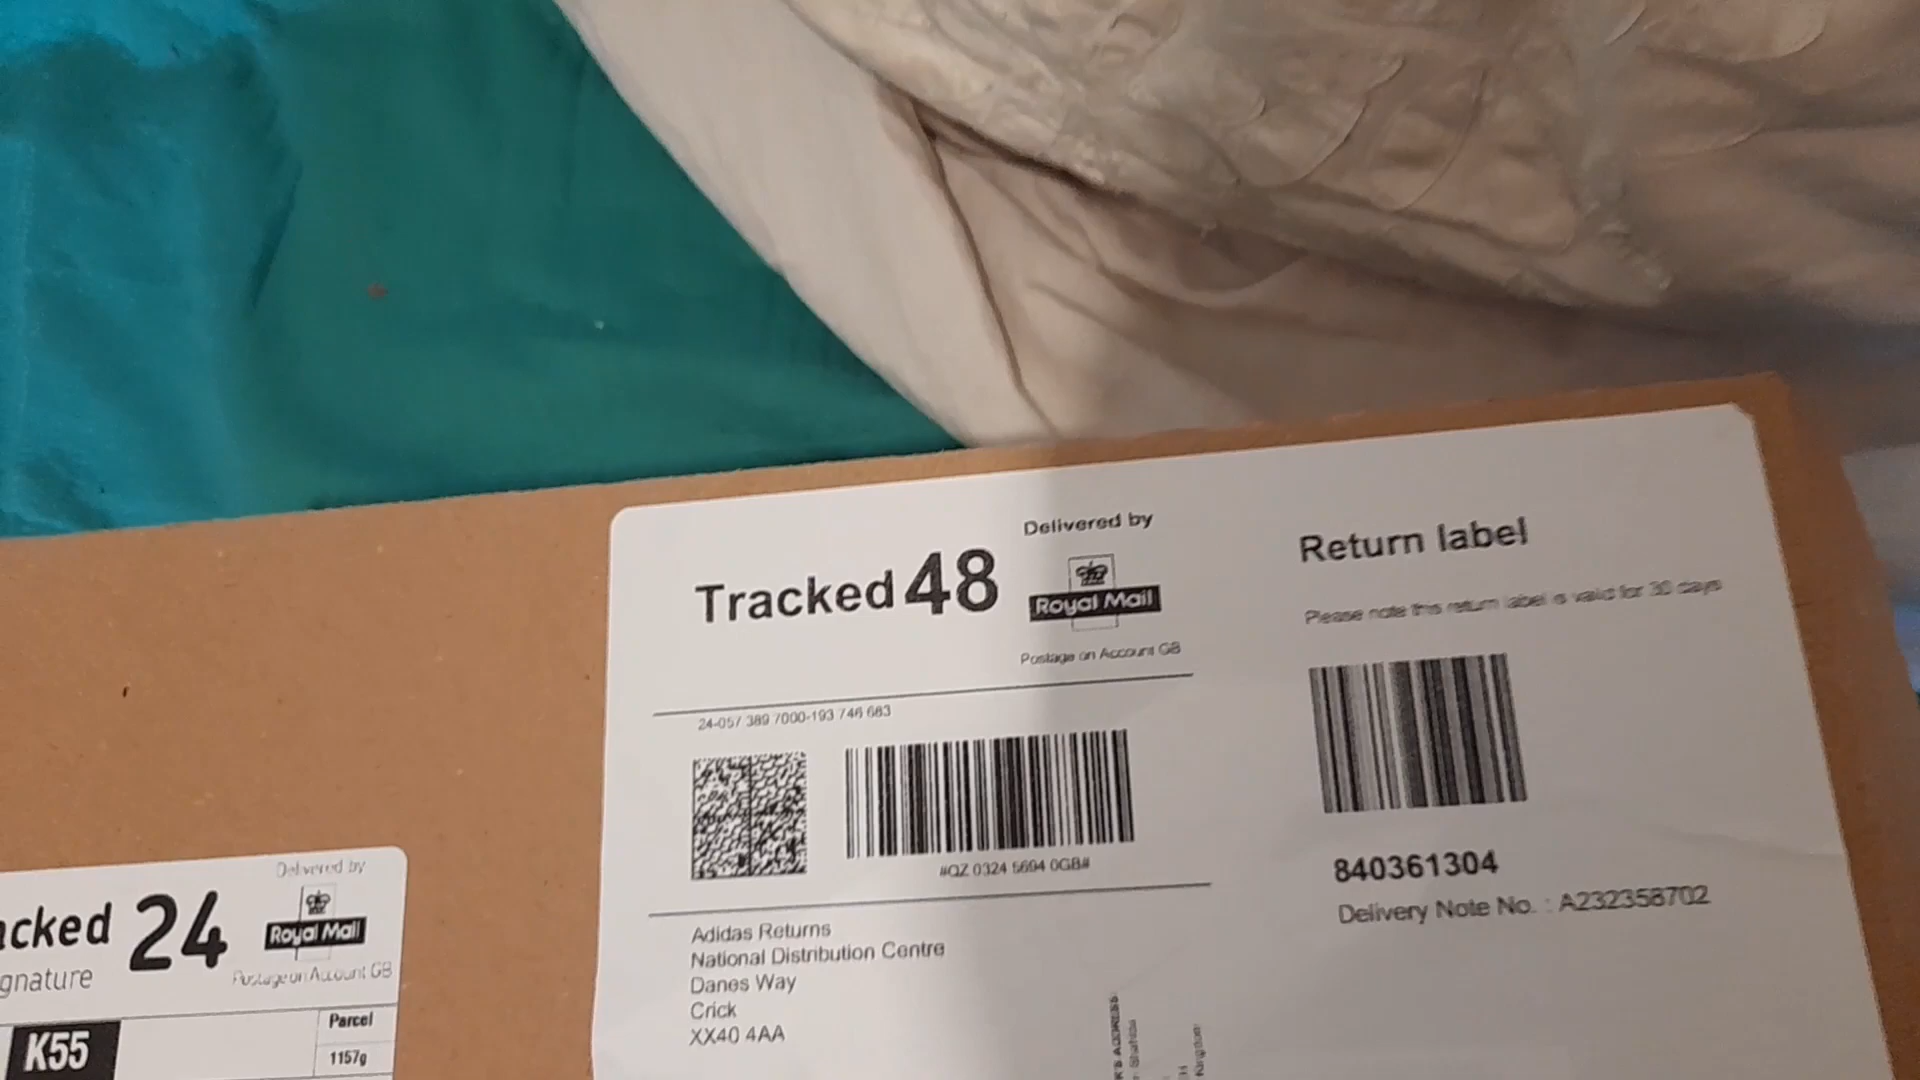 Tracked 48
Delivered by
Royal Mail
Postage on Account GB
24-057 389 7000-193 746 683
#QZ 0324 5694 0GB#
Adidas Returns
National Distribution Centre
Danes Way
Crick
XX40 4AA
Return label
Please note this return label is valid for 30 days
840361304
Delivery Note No. : A232358702
acked 24
gnature
Delivered by
Royal Mail
Postage on Account GB
K55
Parcel
1157g